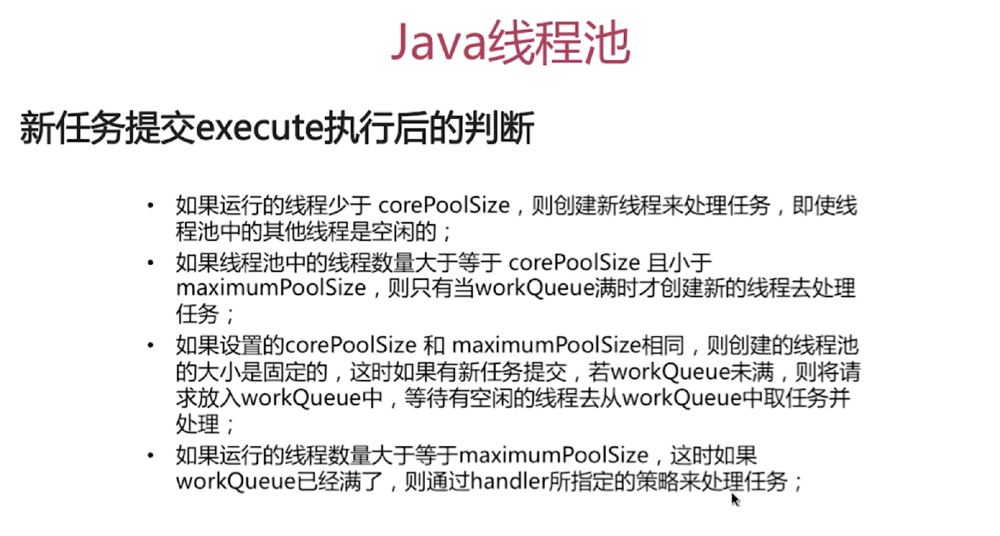 Java线程池
新任务提交execute执行后的判断
• 如果运行的线程少于 corePoolSize，则创建新线程来处理任务，即使线
程池中的其他线程是空闲的；
• 如果线程池中的线程数量大于等于 corePoolSize 且小于
maximumPoolSize，则只有当workQueue满时才创建新的线程去处理
任务；
• 如果设置的corePoolSize 和 maximumPoolSize相同，则创建的线程池
的大小是固定的，这时如果有新任务提交，若workQueue未满，则将请
求放入workQueue中，等待有空闲的线程去从workQueue中取任务并
处理；
• 如果运行的线程数量大于等于maximumPoolSize，这时如果
workQueue已经满了，则通过handler所指定的策略来处理任务；